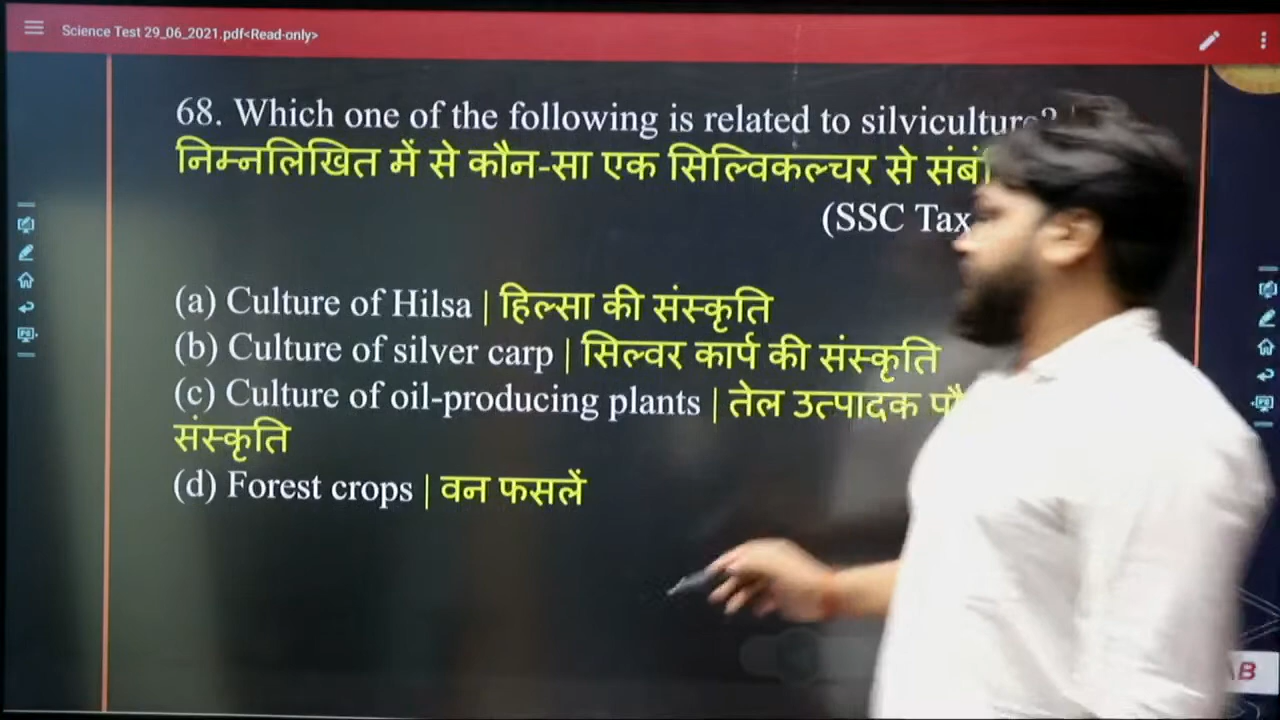 Science Test 29_06_2021.pdf<Read-only>
68. Which one of the following is related to silviculture?
निम्नलिखित में से कौन-सा एक सिल्विकल्चर से
(SSC Tax
(a) Culture of Hilsa | हिल्सा की संस्कृति
(b) Culture of silver carp | सिल्वर कार्प की संस्कृति
(c) Culture of oil-producing plants | तेल उत्पादक
संस्कृति
(d) Forest crops | वन फसलें